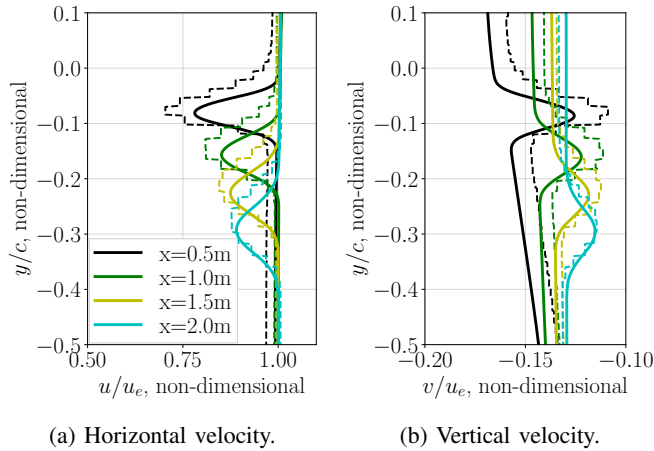 0.1
0.0
−0.1
−0.2
−0.3
−0.4
−0.5
y/c, non-dimensional
x=0.5m
x=1.0m
x=1.5m
x=2.0m
0.50 0.75 1.00
u/u_e, non-dimensional
(a) Horizontal velocity.
0.1
0.0
−0.1
−0.2
−0.3
−0.4
−0.5
y/c, non-dimensional
−0.20 −0.15 −0.10
v/u_e, non-dimensional
(b) Vertical velocity.